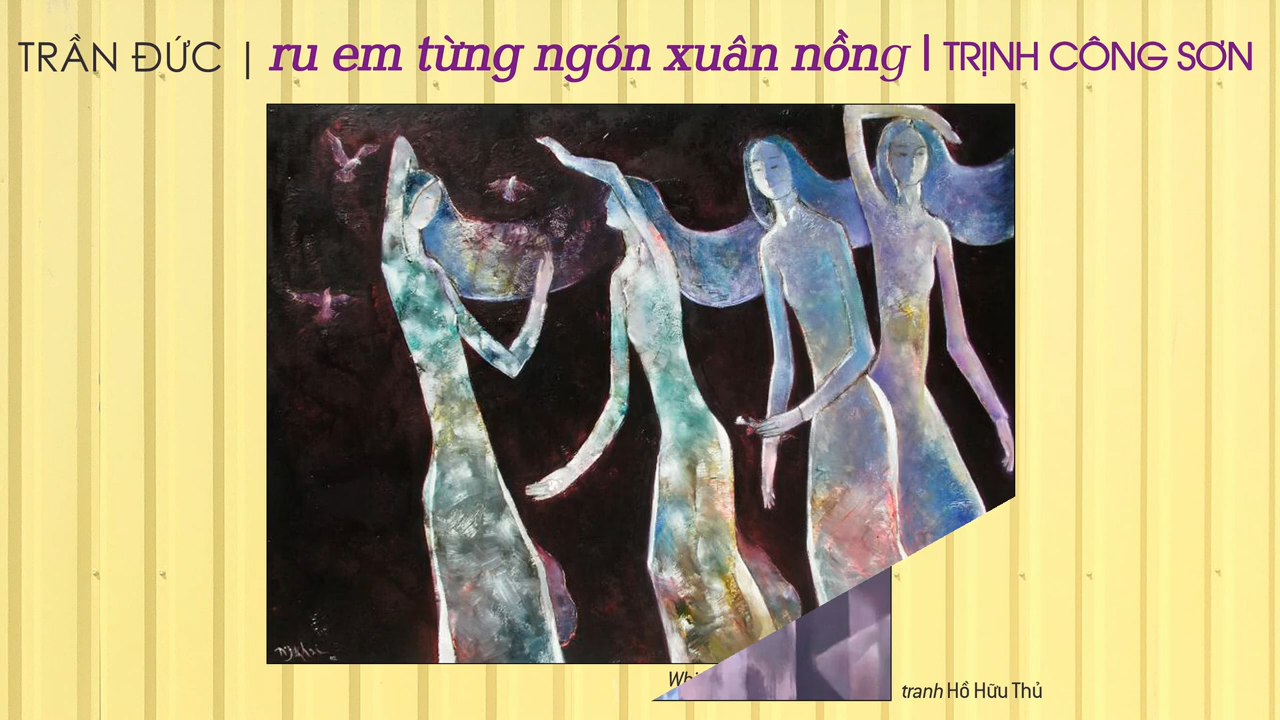 TRẦN ĐỨC | ru em từng ngón xuân nồng | TRỊNH CÔNG SƠN
tranh Hồ Hữu Thủ